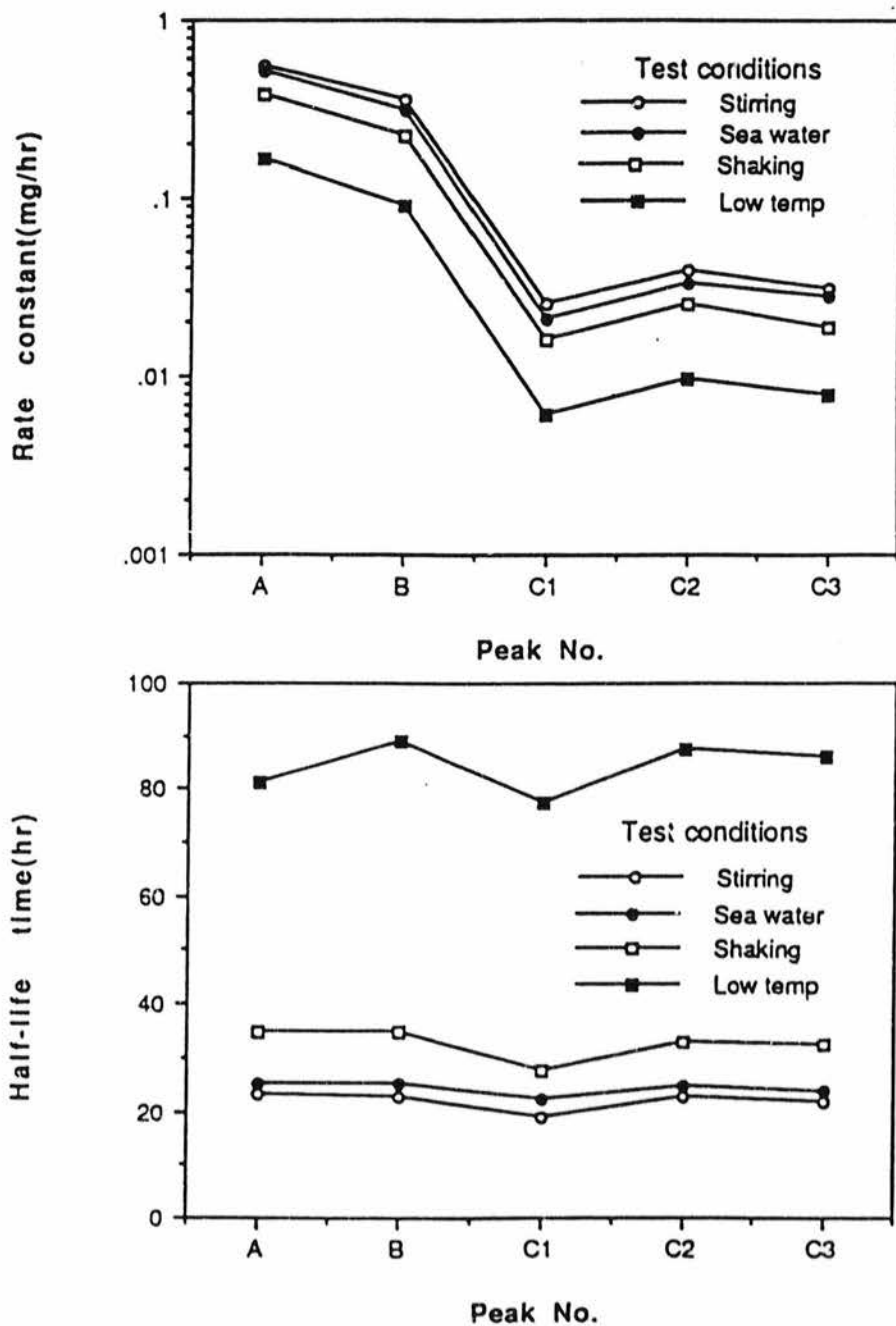 1
.1
.01
.001
Rate constant(mg/hr)
Test conditions
Stirring
Sea water
Shaking
Low temp
A B C1 C2 C3
Peak No.
100
80
60
40
20
0
Half-life time(hr)
Test conditions
Stirring
Sea water
Shaking
Low temp
A B C1 C2 C3
Peak No.